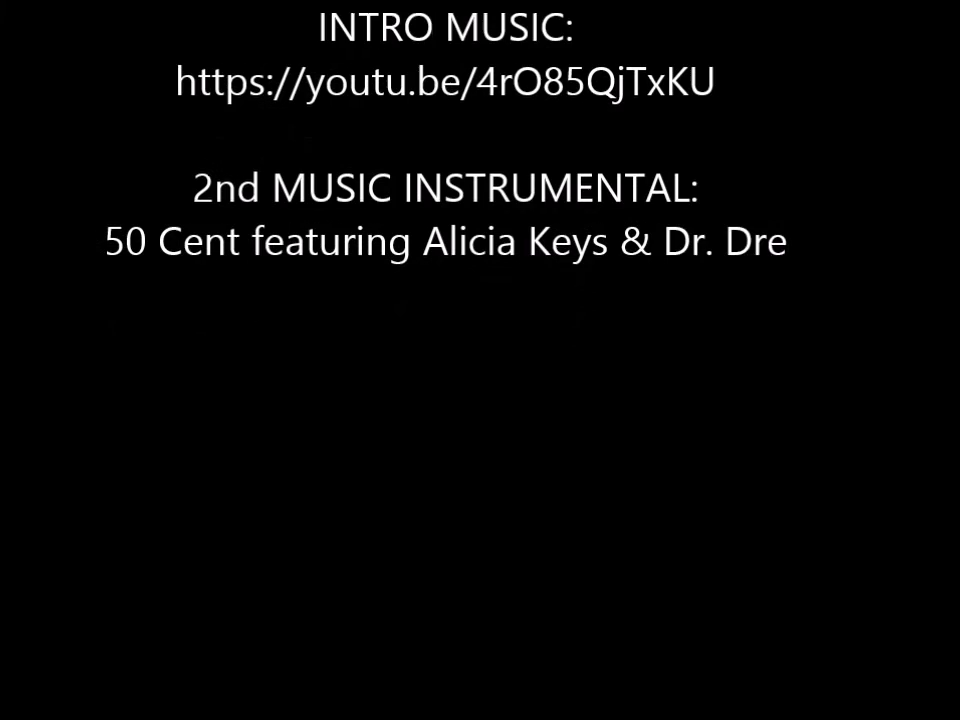 INTRO MUSIC:
https://youtu.be/4rO85QjTxKU
2nd MUSIC INSTRUMENTAL:
50 Cent featuring Alicia Keys & Dr. Dre